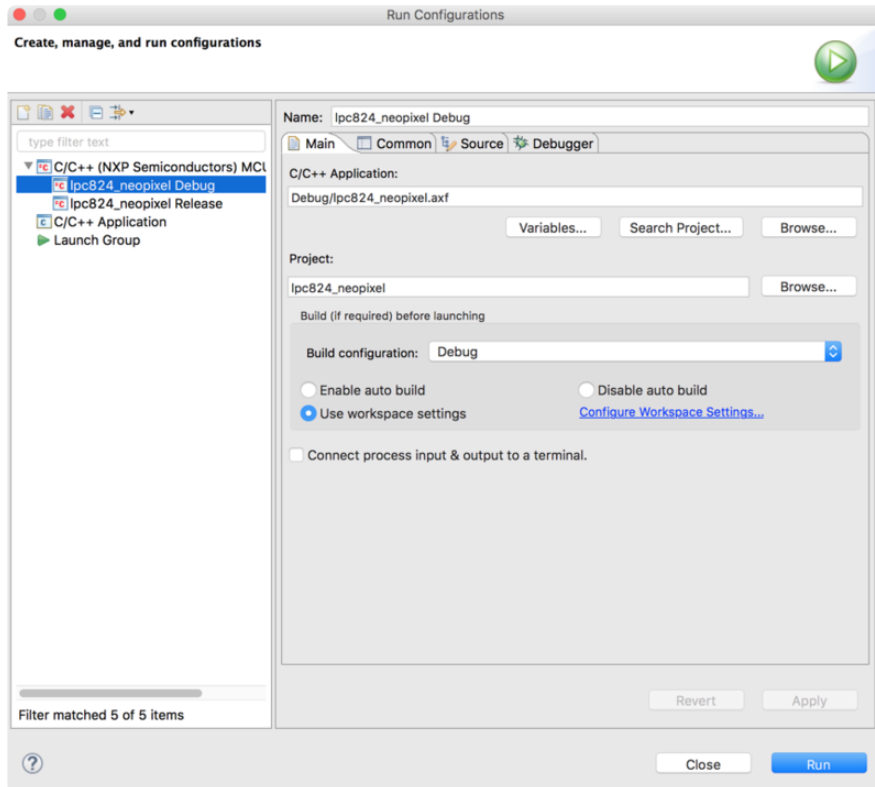 Run Configurations
Create, manage, and run configurations
type filter text
C/C++ (NXP Semiconductors) MCU
lpc824_neopixel Debug
lpc824_neopixel Release
C/C++ Application
Launch Group
Filter matched 5 of 5 items
Name: lpc824_neopixel Debug
Main Common Source Debugger
C/C++ Application:
Debug/lpc824_neopixel.axf
Variables... Search Project... Browse...
Project:
lpc824_neopixel
Browse...
Build (if required) before launching
Build configuration: Debug
Enable auto build Disable auto build
Use workspace settings Configure Workspace Settings...
Connect process input & output to a terminal.
Revert Apply
? Close Run